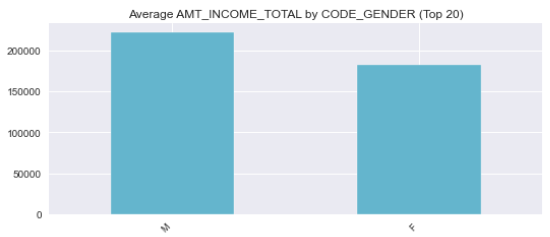 Average AMT_INCOME_TOTAL by CODE_GENDER (Top 20)
200000
150000
100000
50000
0
M
F